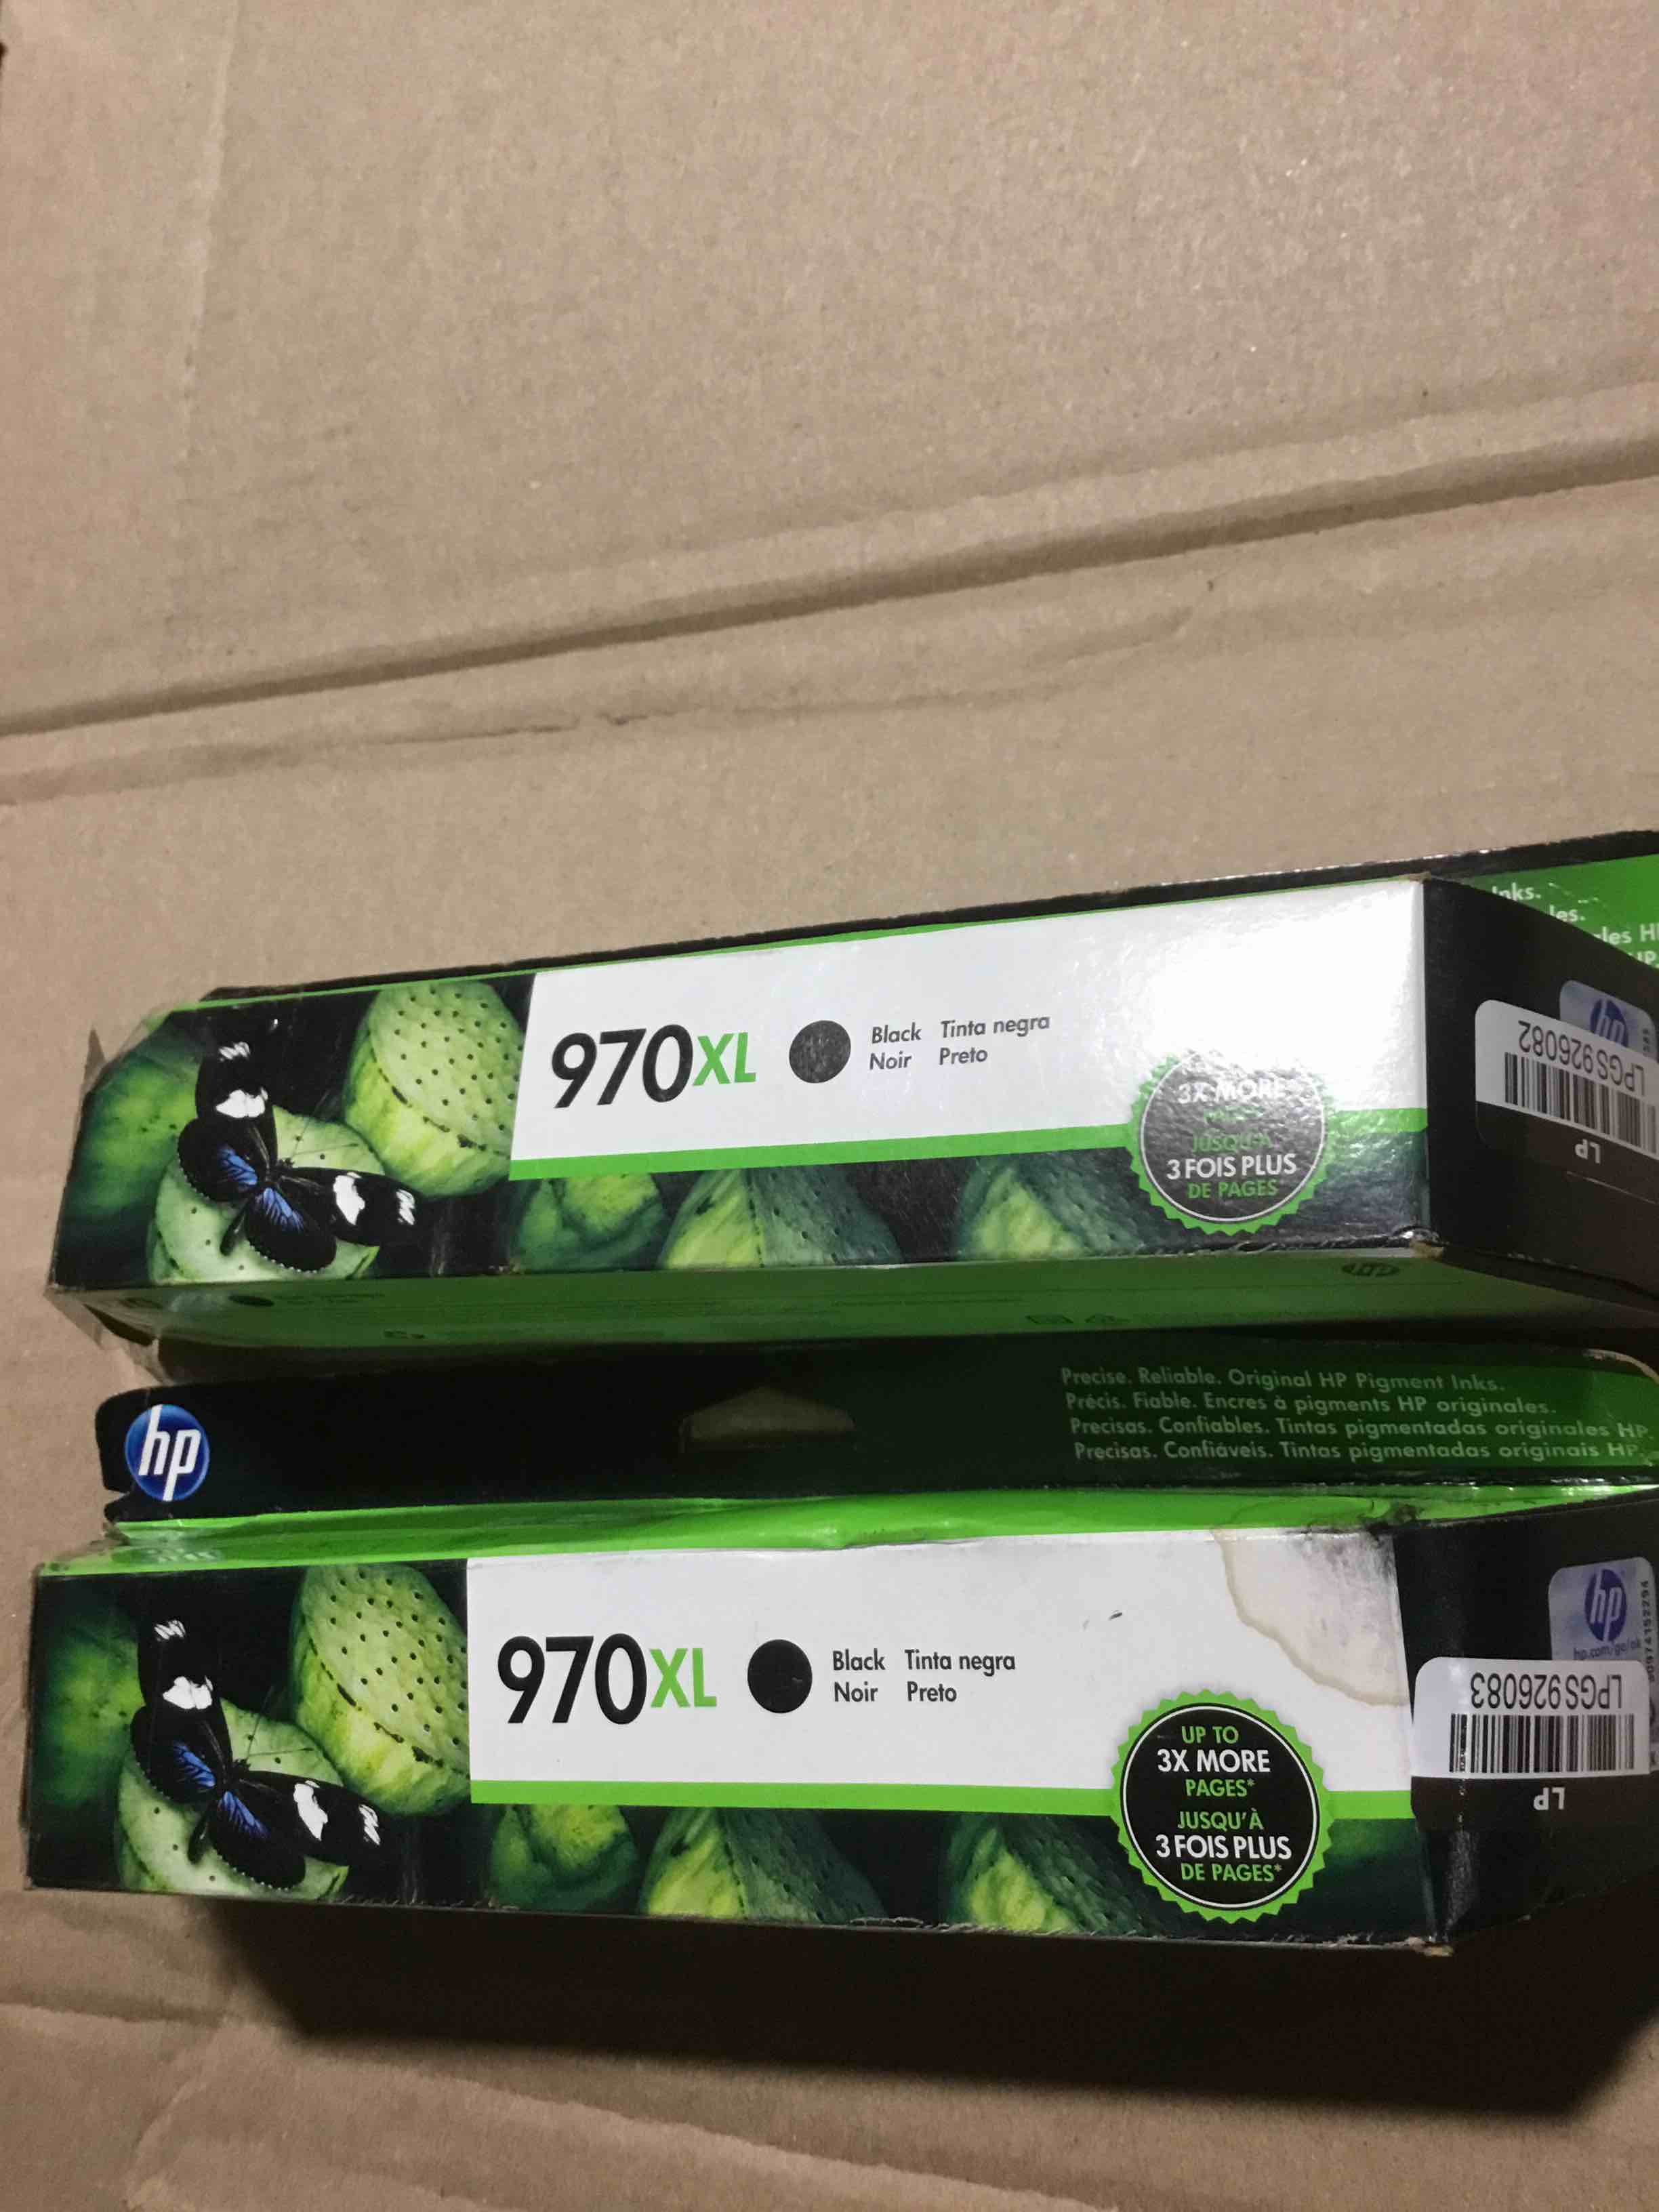 970XL
Black Tinta negra
Noir Preto
3X MORE
JUSQU'À
3 FOIS PLUS
DE PAGES
nks.
les.
les H
hp
LPGS926082
LP
hp
Precise. Reliable. Original HP Pigment Inks.
Précis. Fiable. Encres à pigments HP originales.
Precisas. Confiables. Tintas pigmentadas originales HP.
Precisas. Confiáveis. Tintas pigmentadas originais HP.
970XL
Black Tinta negra
Noir Preto
UP TO
3X MORE
PAGES*
JUSQU'À
3 FOIS PLUS
DE PAGES*
hp
LPGS926083
LP